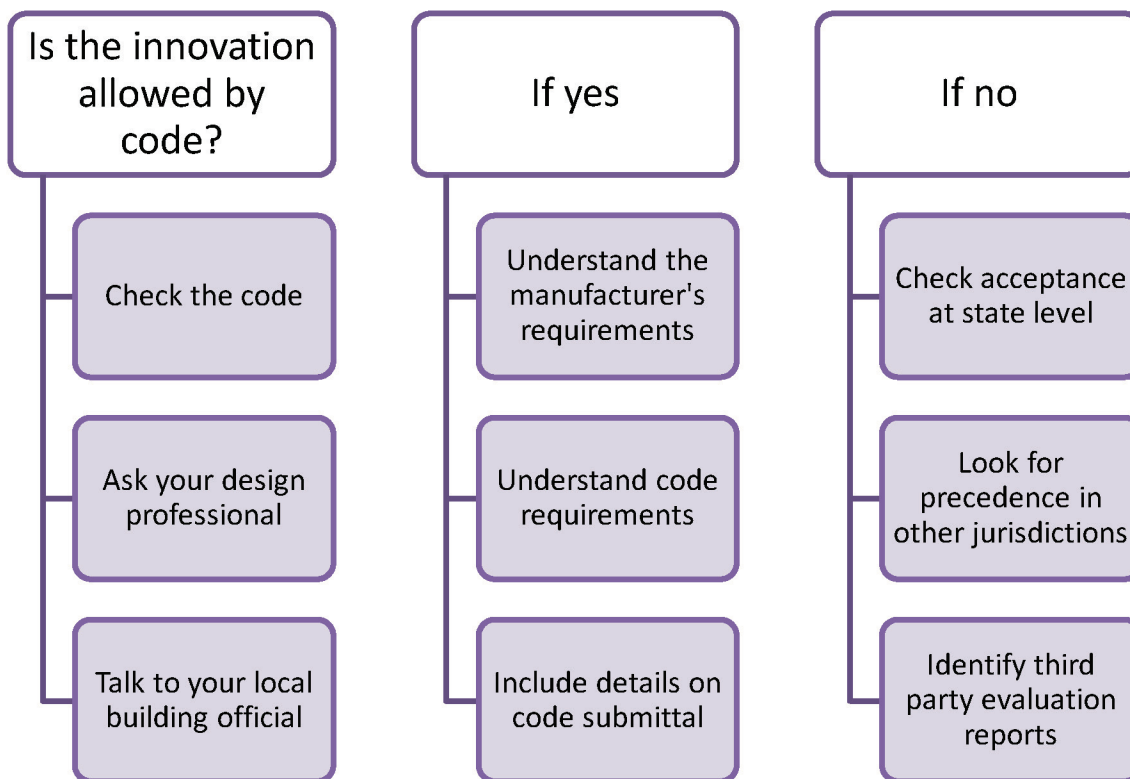 Is the innovation
allowed by
code?
Check the code
Ask your design
professional
Talk to your local
building official
If yes
Understand the
manufacturer's
requirements
Understand code
requirements
Include details on
code submittal
If no
Check acceptance
at state level
Look for
precedence in
other jurisdictions
Identify third
party evaluation
reports